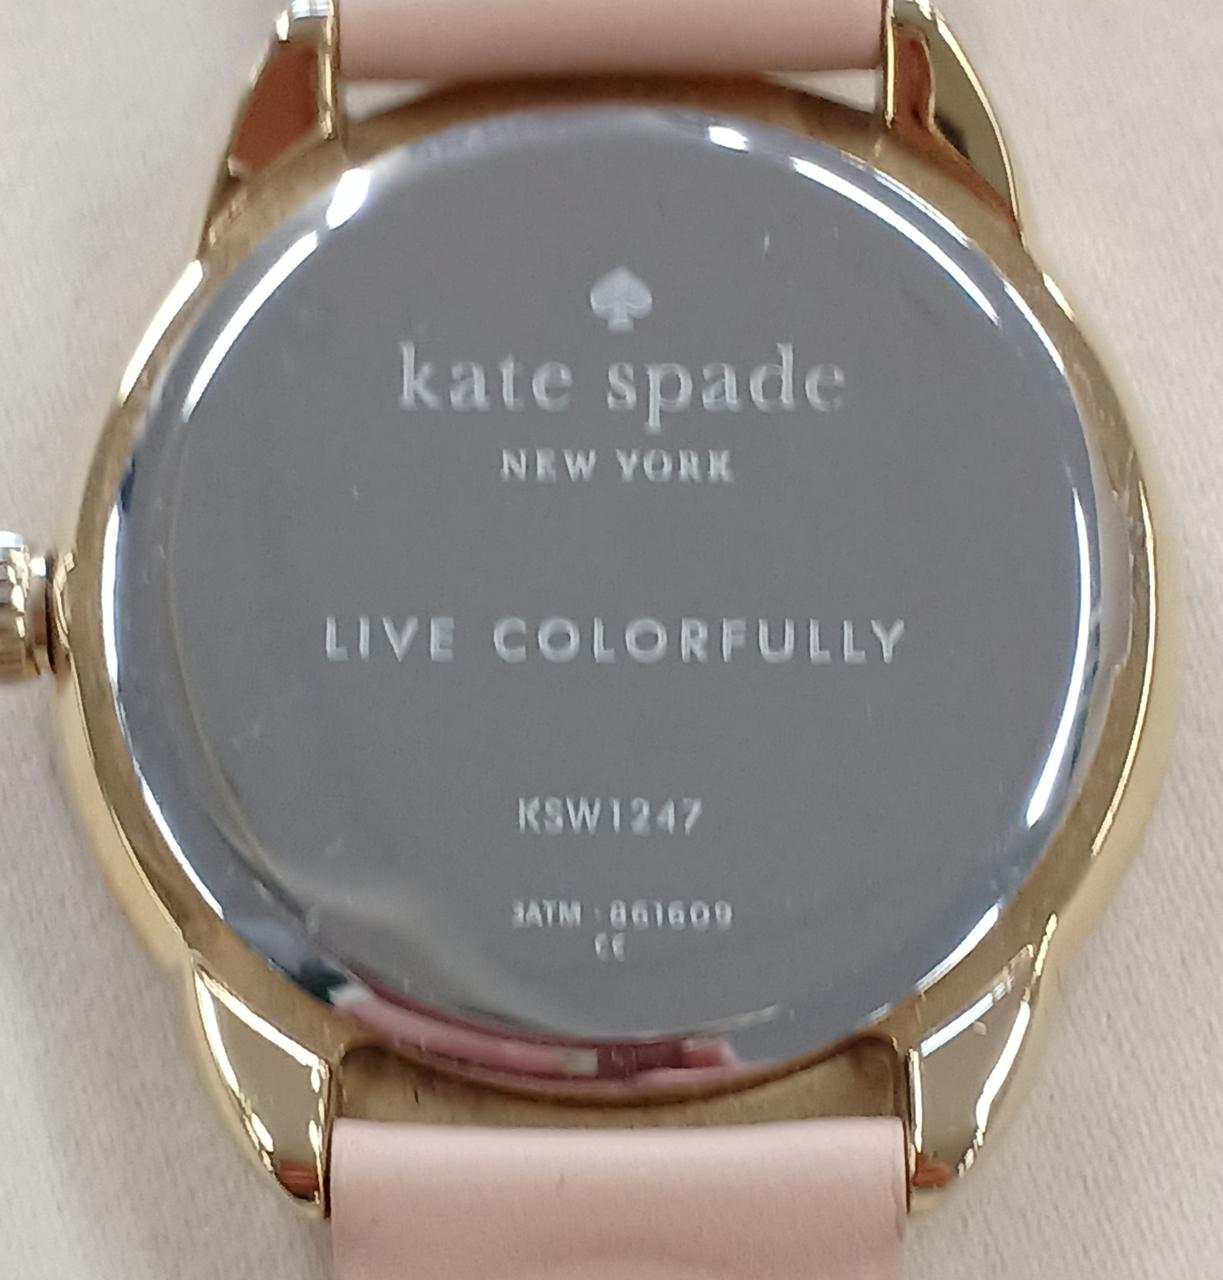 kate spade
NEW YORK
LIVE COLORFULLY
KSW1247
3ATM · 861609
CE